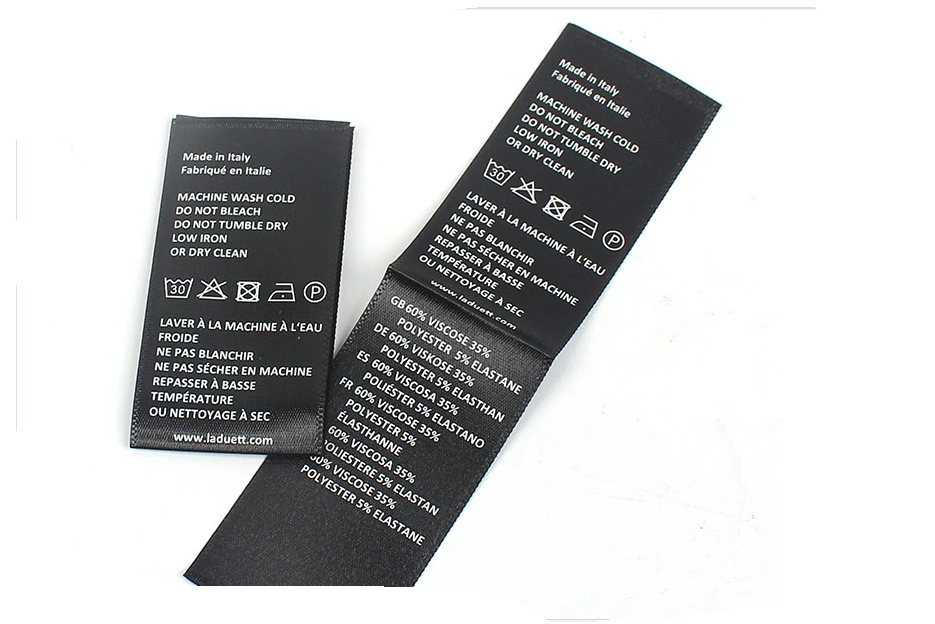 Made in Italy
Fabriqué en Italie
MACHINE WASH COLD
DO NOT BLEACH
DO NOT TUMBLE DRY
LOW IRON
OR DRY CLEAN
30 P
LAVER À LA MACHINE À L'EAU
FROIDE
NE PAS BLANCHIR
NE PAS SÉCHER EN MACHINE
REPASSER À BASSE
TEMPÉRATURE
OU NETTOYAGE À SEC
www.laduett.com
Made in Italy
Fabriqué en Italie
MACHINE WASH COLD
DO NOT BLEACH
DO NOT TUMBLE DRY
LOW IRON
OR DRY CLEAN
30 P
LAVER À LA MACHINE À L'EAU
FROIDE
NE PAS BLANCHIR
NE PAS SÉCHER EN MACHINE
REPASSER À BASSE
TEMPÉRATURE
OU NETTOYAGE À SEC
www.laduett.com
GB 60% VISCOSE 35%
POLYESTER 5% ELASTANE
DE 60% VISKOSE 35%
POLYESTER 5% ELASTHAN
ES 60% VISCOSA 35%
POLIÉSTER 5% ELASTANO
FR 60% VISCOSE 35%
POLYESTER 5%
ÉLASTHANNE
60% VISCOSA 35%
POLIESTERE 5% ELASTAN
60% VISCOSE 35%
POLYESTER 5% ELASTANE